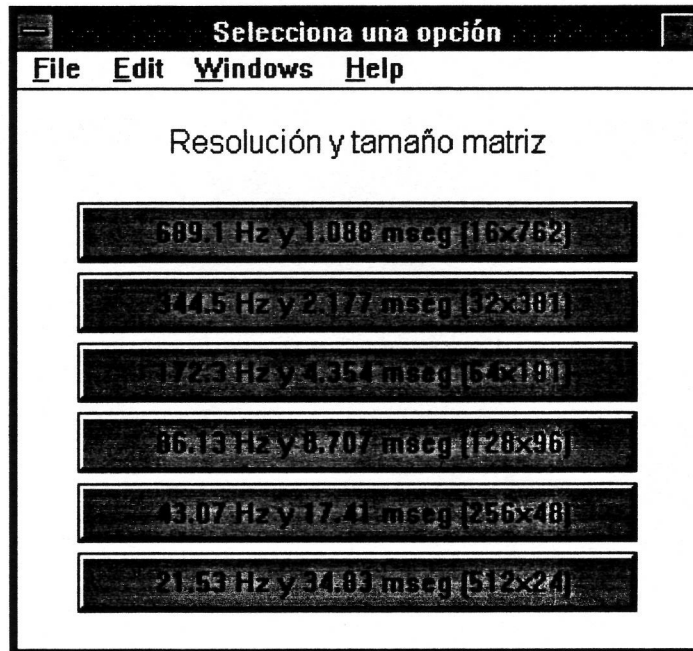 Selecciona una opción
File Edit Windows Help
Resolución y tamaño matriz
689.1 Hz y 1.088 mseg (16x762)
344.5 Hz y 2.177 mseg (32x381)
172.3 Hz y 4.354 mseg (64x191)
86.13 Hz y 8.707 mseg (128x96)
43.07 Hz y 17.41 mseg (256x48)
21.53 Hz y 34.83 mseg (512x24)